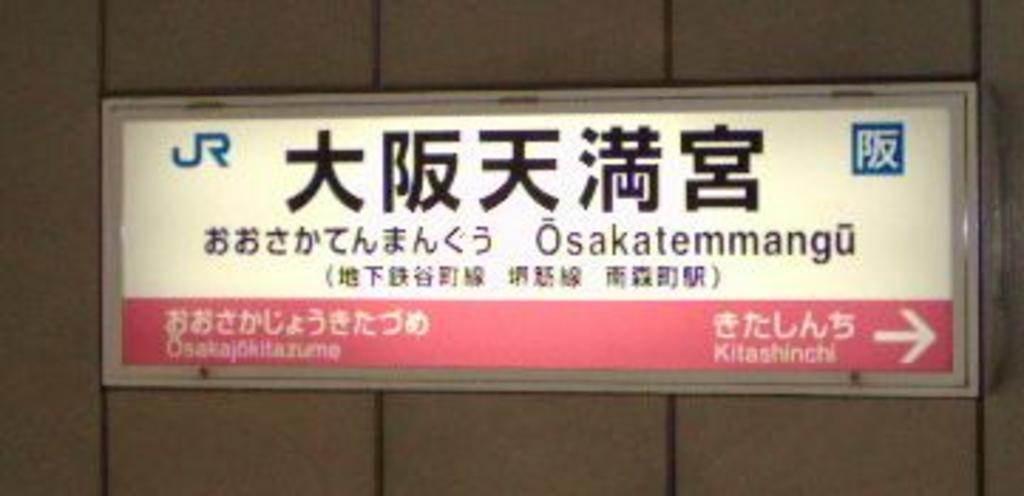 JR 大阪天満宮 阪
おおさかてんまんぐう Ōsakatemmangū
(地下鉄谷町線 堺筋線 南森町駅)
おおさかじょうきたづめ きたしんち →
Ōsakajōkitazume Kitashinchi